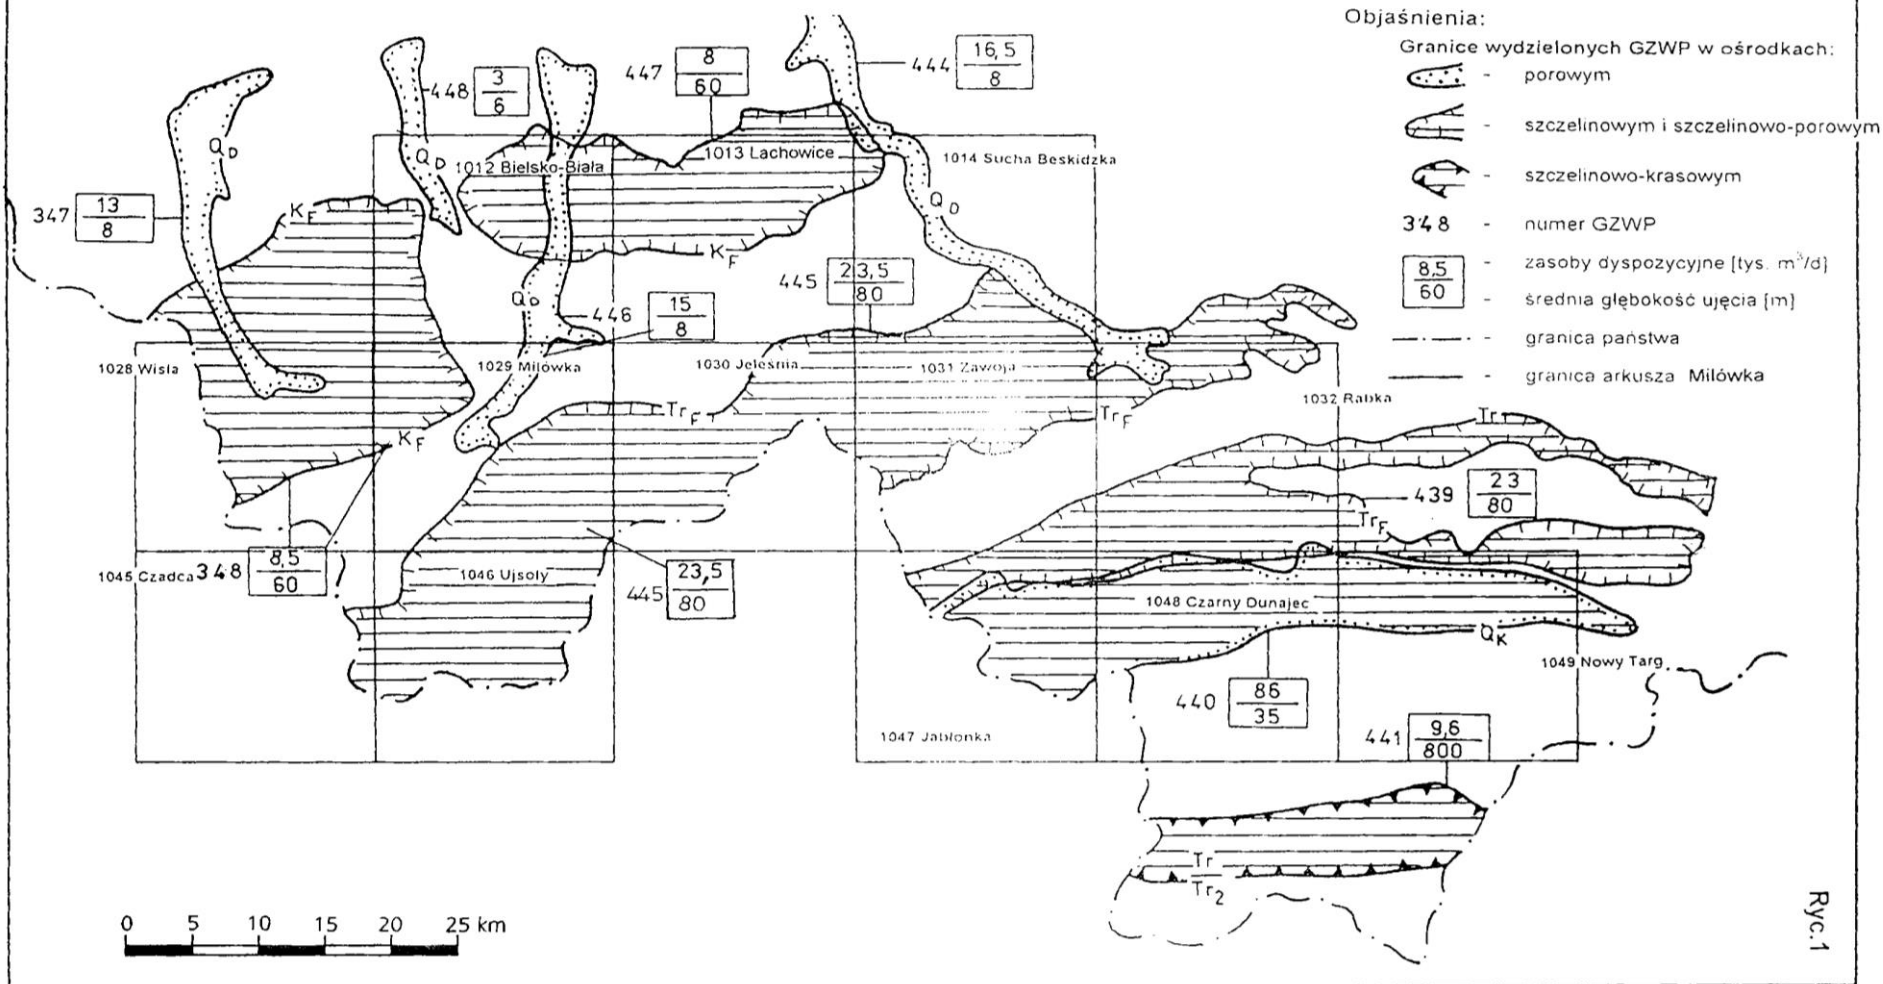 Objaśnienia:
Granice wydzielonych GZWP w ośrodkach:
- porowym
- szczelinowym i szczelinowo-porowym
- szczelinowo-krasowym
348 - numer GZWP
8,5
60
- zasoby dyspozycyjne [tys. m³/d]
- średnia głębokość ujęcia [m]
- granica państwa
- granica arkusza Milówka
447
8
60
444
16,5
8
448
3
6
QD
QD
1012 Bielsko-Biała
1013 Lachowice
1014 Sucha Beskidzka
347
13
8
KF
QD
KF
445
23,5
80
QD
446
15
8
1028 Wisła
1029 Milówka
1030 Jeleśnia
1031 Zawoja
1032 Rabka
TrF
TrF
Tr
KF
439
23
80
TrF
1045 Czadca
348
8,5
60
1046 Ujsoły
445
23,5
80
1048 Czarny Dunajec
QK
1049 Nowy Targ
440
86
35
441
9,6
800
1047 Jabłonka
Tr
Tr2
0 5 10 15 20 25 km
Ryc.1